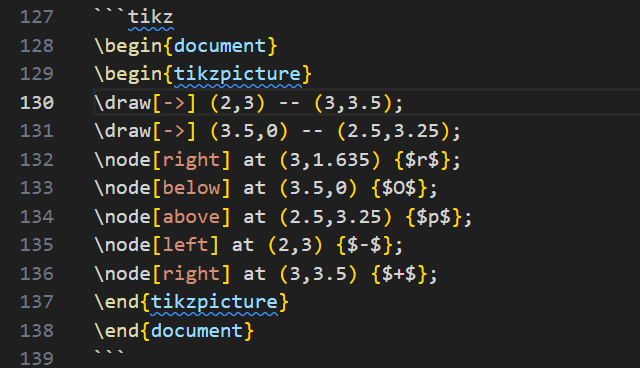 127 ```tikz
128 \begin{document}
129 \begin{tikzpicture}
130 \draw[->] (2,3) -- (3,3.5);
131 \draw[->] (3.5,0) -- (2.5,3.25);
132 \node[right] at (3,1.635) {$r$};
133 \node[below] at (3.5,0) {$O$};
134 \node[above] at (2.5,3.25) {$p$};
135 \node[left] at (2,3) {$-$};
136 \node[right] at (3,3.5) {$+$};
137 \end{tikzpicture}
138 \end{document}
139 ```